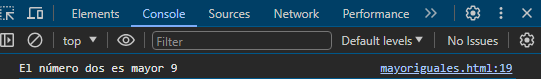 Elements Console Sources Network Performance »
top Filter Default levels No Issues
El número dos es mayor 9 mayoriguales.html:19